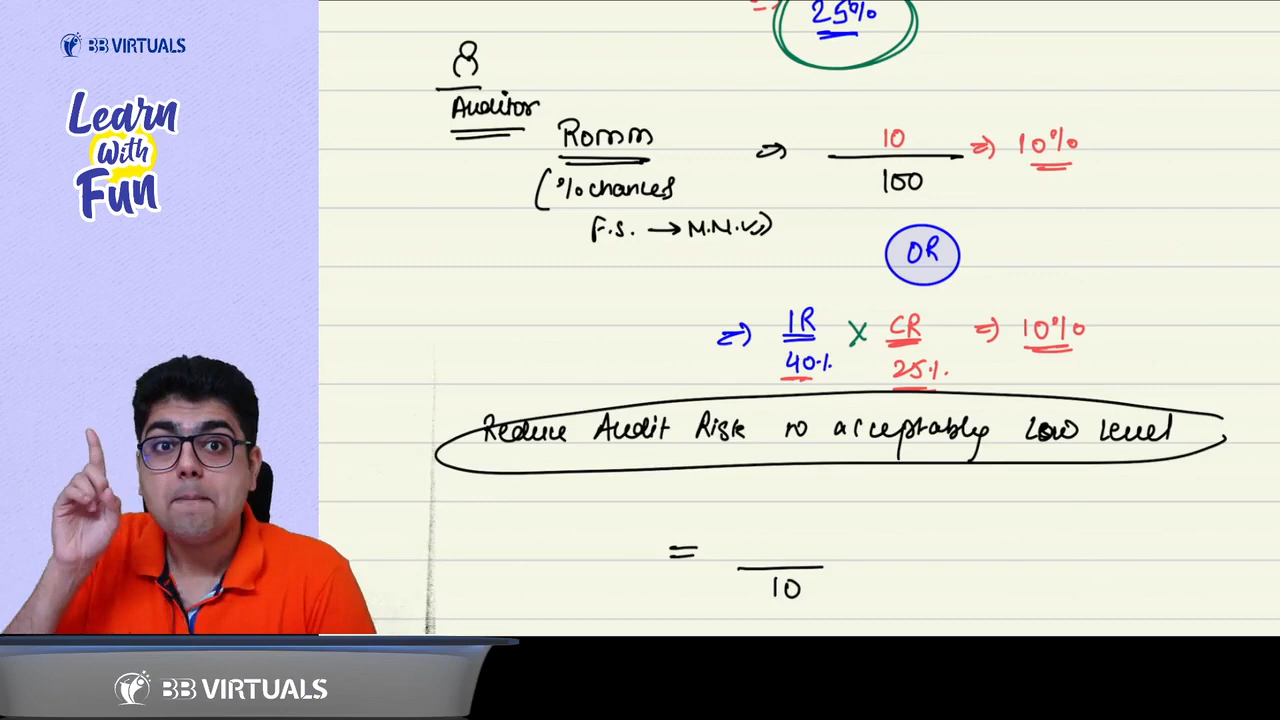 BB VIRTUALS
Learn
with
Fun
25%
Auditor
Romm
(% chances
F.S. → M.M.
⇒ 10
100
⇒ 10%
OR
⇒ IR × CR ⇒ 10%
40% 25%
Reduce Audit Risk to acceptably Low Level
=
10
BB VIRTUALS